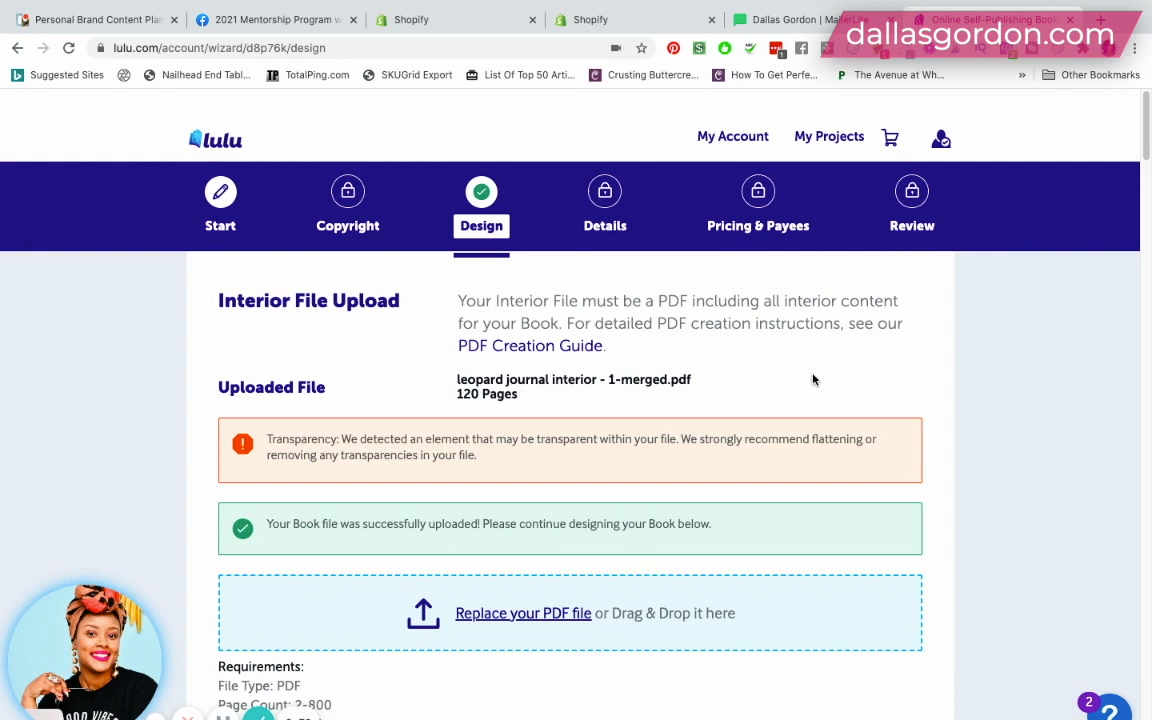 Personal Brand Content Plan
2021 Mentorship Program w
Shopify
Shopify
Dallas Gordon | MailerLite
Online Self-Publishing Book
dallasgordon.com
lulu.com/account/wizard/d8p76k/design
Suggested Sites
Nailhead End Tabl...
TotalPing.com
SKUGrid Export
List Of Top 50 Arti...
Crusting Buttercre...
How To Get Perfe...
The Avenue at Wh...
Other Bookmarks
lulu
My Account
My Projects
Start
Copyright
Design
Details
Pricing & Payees
Review
Interior File Upload
Your Interior File must be a PDF including all interior content
for your Book. For detailed PDF creation instructions, see our
PDF Creation Guide.
Uploaded File
leopard journal interior - 1-merged.pdf
120 Pages
Transparency: We detected an element that may be transparent within your file. We strongly recommend flattening or
removing any transparencies in your file.
Your Book file was successfully uploaded! Please continue designing your Book below.
Replace your PDF file or Drag & Drop it here
Requirements:
File Type: PDF
Page Count: 2-800
2
?